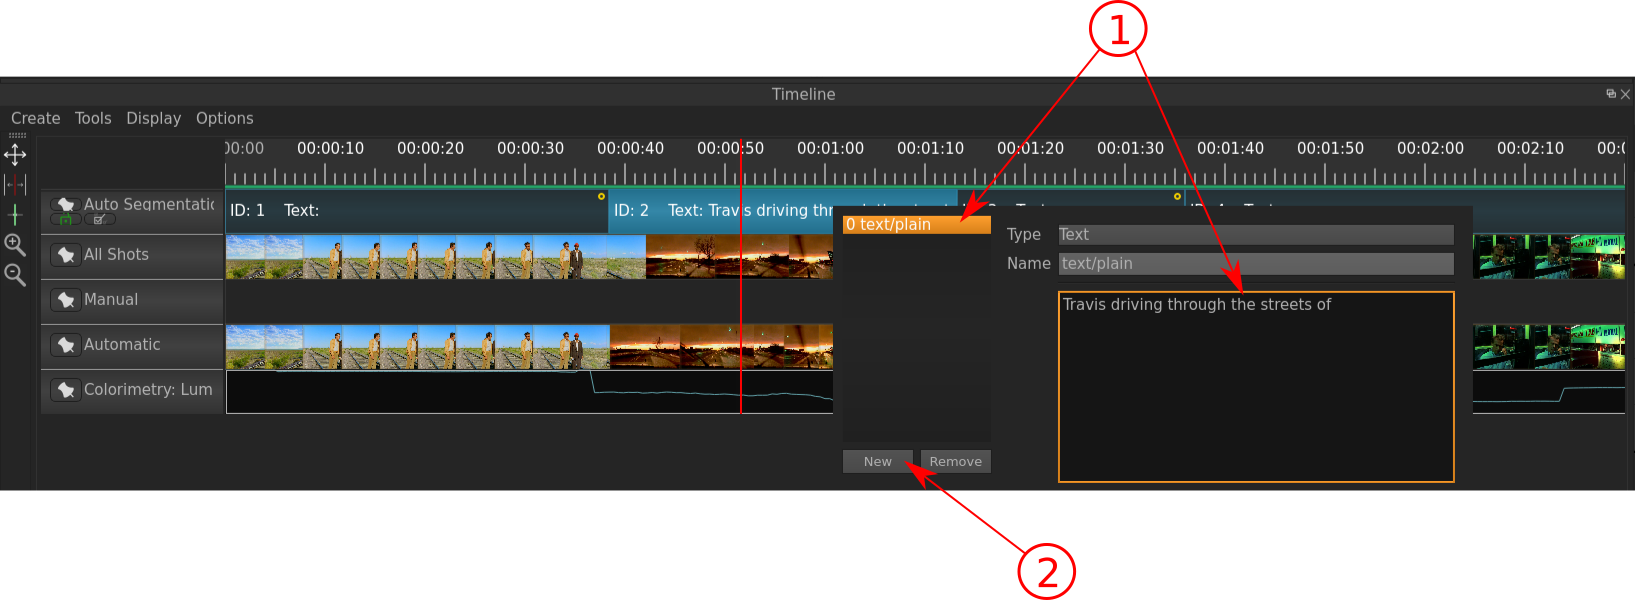 1
Timeline
Create Tools Display Options
00:00 00:00:10 00:00:20 00:00:30 00:00:40 00:00:50 00:01:00 00:01:10 00:01:20 00:01:30 00:01:40 00:01:50 00:02:00 00:02:10 00:0
Auto Segmentatic
ID: 1 Text:
ID: 2 Text: Travis driving thr
0 text/plain
Type Text
Name text/plain
Travis driving through the streets of
All Shots
Manual
Automatic
Colorimetry: Lum
New Remove
2